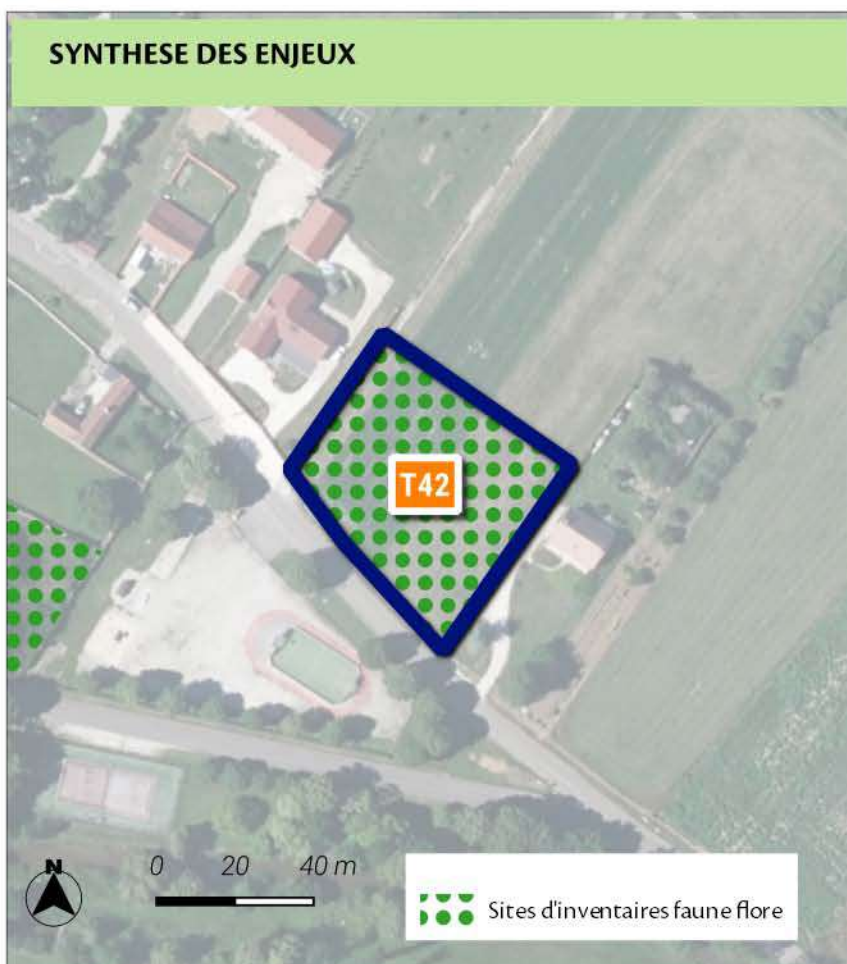 SYNTHESE DES ENJEUX
T42
N
0 20 40 m
Sites d'inventaires faune flore